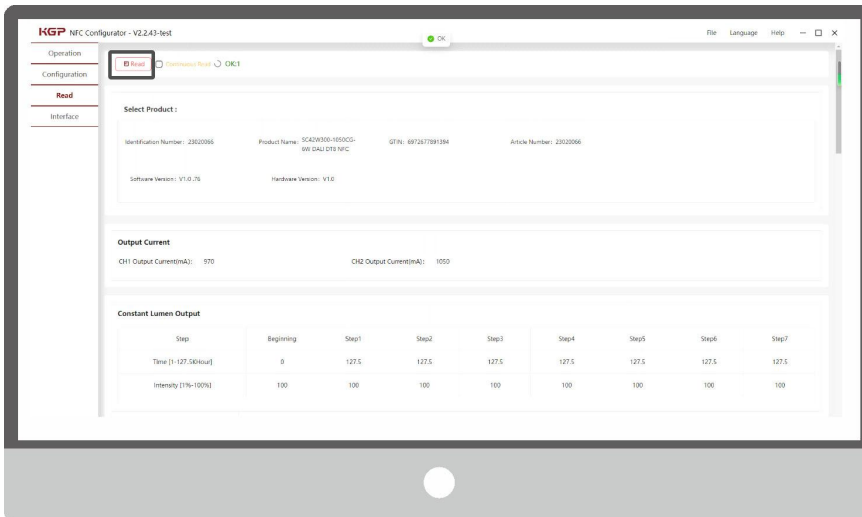 KGP NFC Configurator - V2.2.43-test
OK
File Language Help
Operation
Configuration
Read
Interface
Read Continuous Read OK:1
Select Product :
Identification Number: 23020066 Product Name: SC42W300-1050CG-6W DALI DT8 NFC GTIN: 6972677891394 Article Number: 23020066
Software Version: V1.0.76 Hardware Version: V1.0
Output Current
CH1 Output Current(mA): 970 CH2 Output Current(mA): 1050
Constant Lumen Output
Step Beginning Step1 Step2 Step3 Step4 Step5 Step6 Step7
Time [1-127.5KHour] 0 127.5 127.5 127.5 127.5 127.5 127.5 127.5
Intensity [1%-100%] 100 100 100 100 100 100 100 100